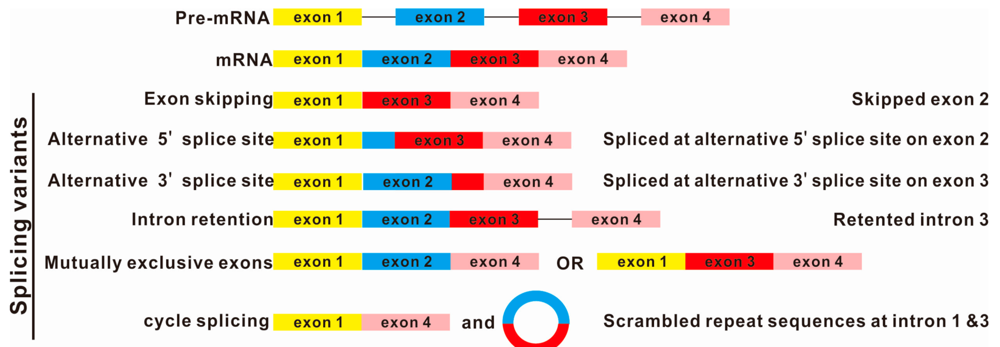 Pre-mRNA exon 1 exon 2 exon 3 exon 4
mRNA exon 1 exon 2 exon 3 exon 4
Splicing variants
Exon skipping exon 1 exon 3 exon 4 Skipped exon 2
Alternative 5' splice site exon 1 exon 3 exon 4 Spliced at alternative 5' splice site on exon 2
Alternative 3' splice site exon 1 exon 2 exon 4 Spliced at alternative 3' splice site on exon 3
Intron retention exon 1 exon 2 exon 3 exon 4 Retented intron 3
Mutually exclusive exons exon 1 exon 2 exon 4 OR exon 1 exon 3 exon 4
cycle splicing exon 1 exon 4 and Scrambled repeat sequences at intron 1 &3